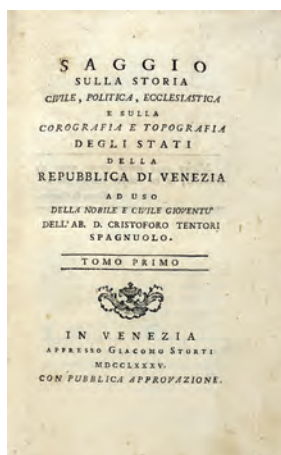 SAGGIO
SULLA STORIA
CIVILE, POLITICA, ECCLESIASTICA
E SULLA
COROGRAFIA E TOPOGRAFIA
DEGLI STATI
DELLA
REPUBBLICA DI VENEZIA
AD USO
DELLA NOBILE E CIVILE GIOVENTU'
DELL'AB. D. CRISTOFORO TENTORI
SPAGNUOLO.
TOMO PRIMO
IN VENEZIA
APPRESSO GIACOMO STORTI
MDCCLXXXV.
CON PUBBLICA APPROVAZIONE.